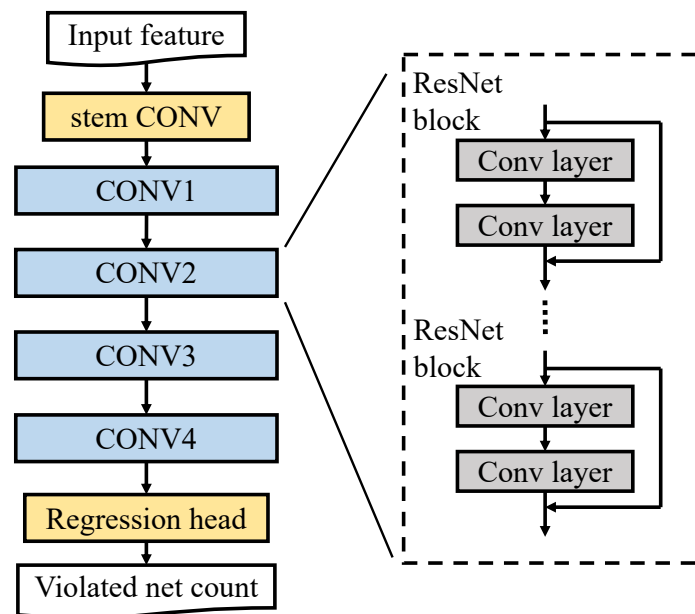 Input feature
stem CONV
CONV1
CONV2
CONV3
CONV4
Regression head
Violated net count
ResNet
block
Conv layer
Conv layer
ResNet
block
Conv layer
Conv layer